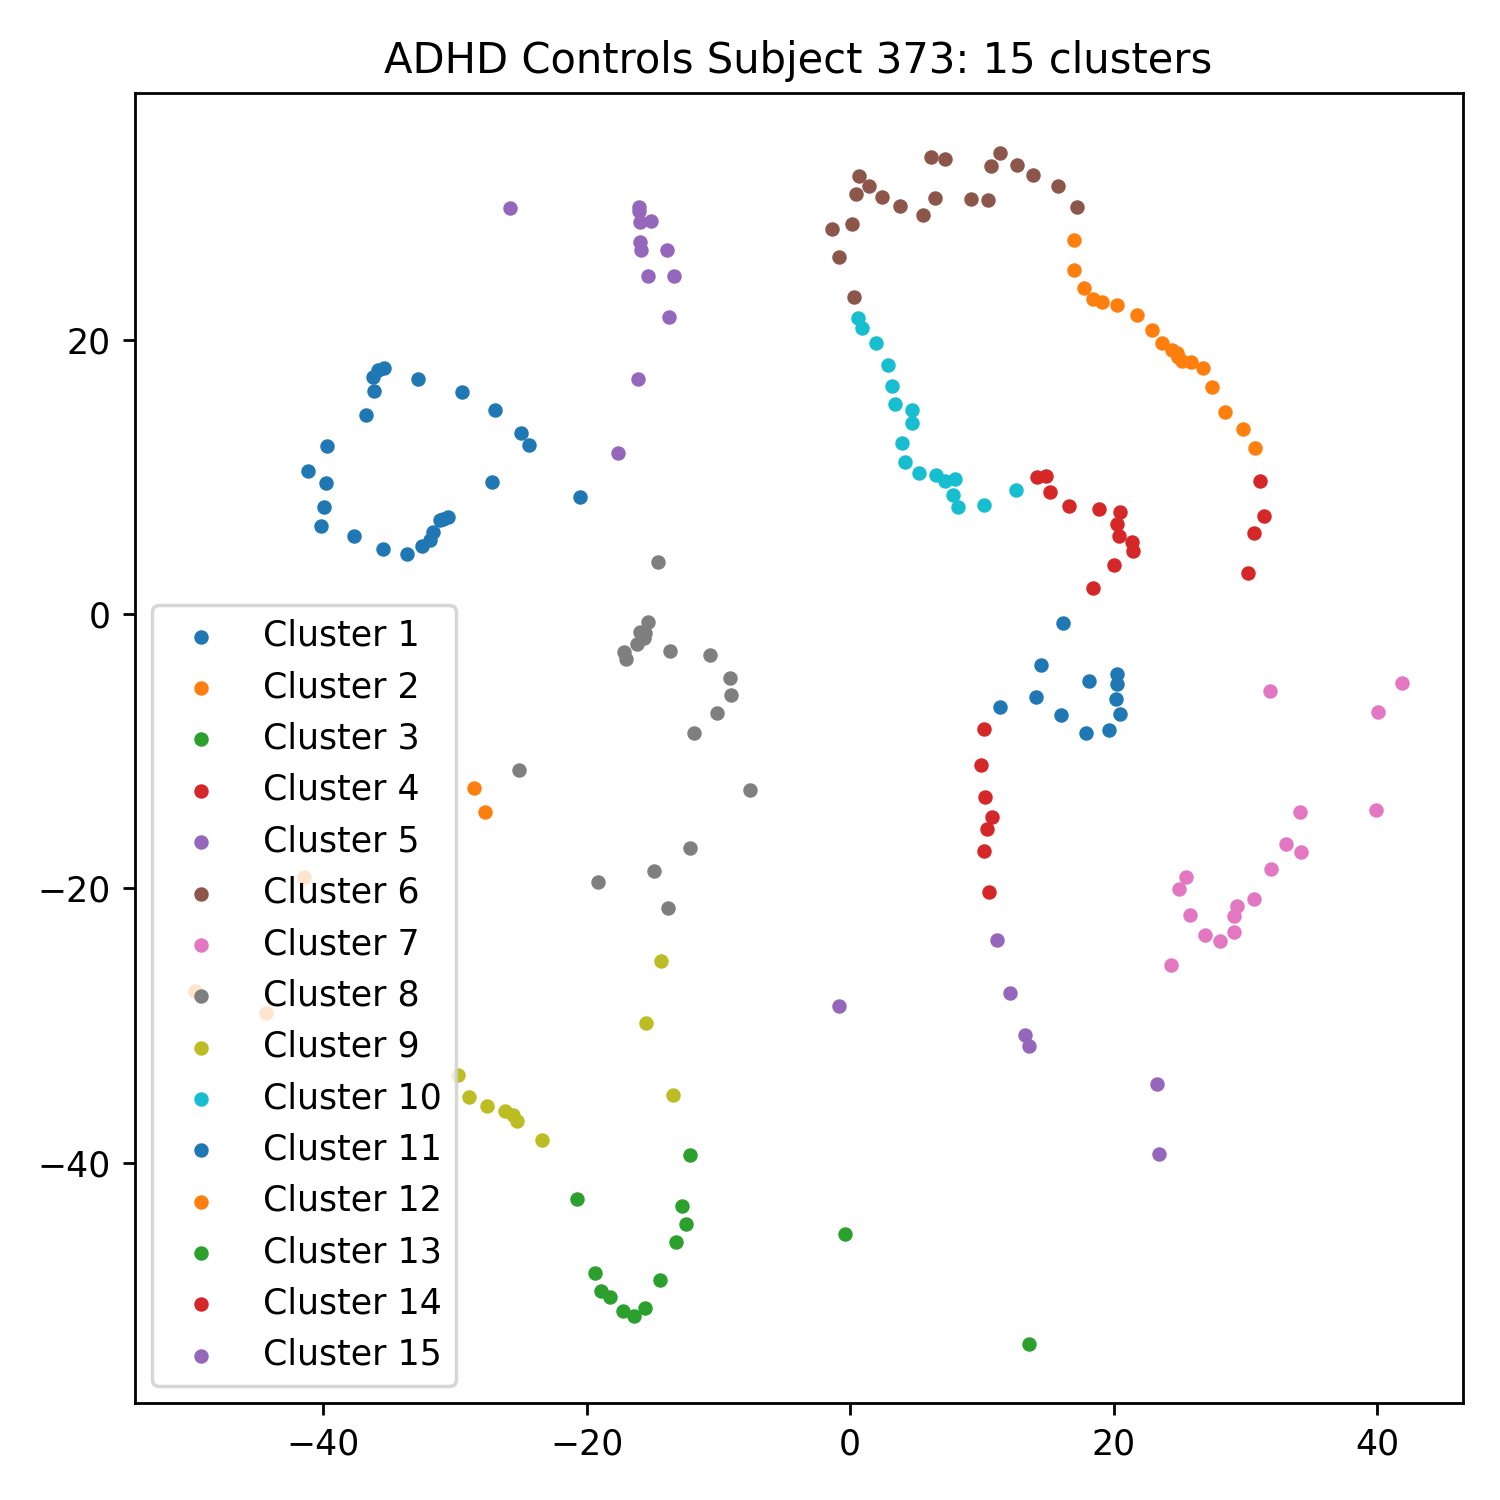 ADHD Controls Subject 373: 15 clusters
20
0
−20
−40
Cluster 1
Cluster 2
Cluster 3
Cluster 4
Cluster 5
Cluster 6
Cluster 7
Cluster 8
Cluster 9
Cluster 10
Cluster 11
Cluster 12
Cluster 13
Cluster 14
Cluster 15
−40 −20 0 20 40